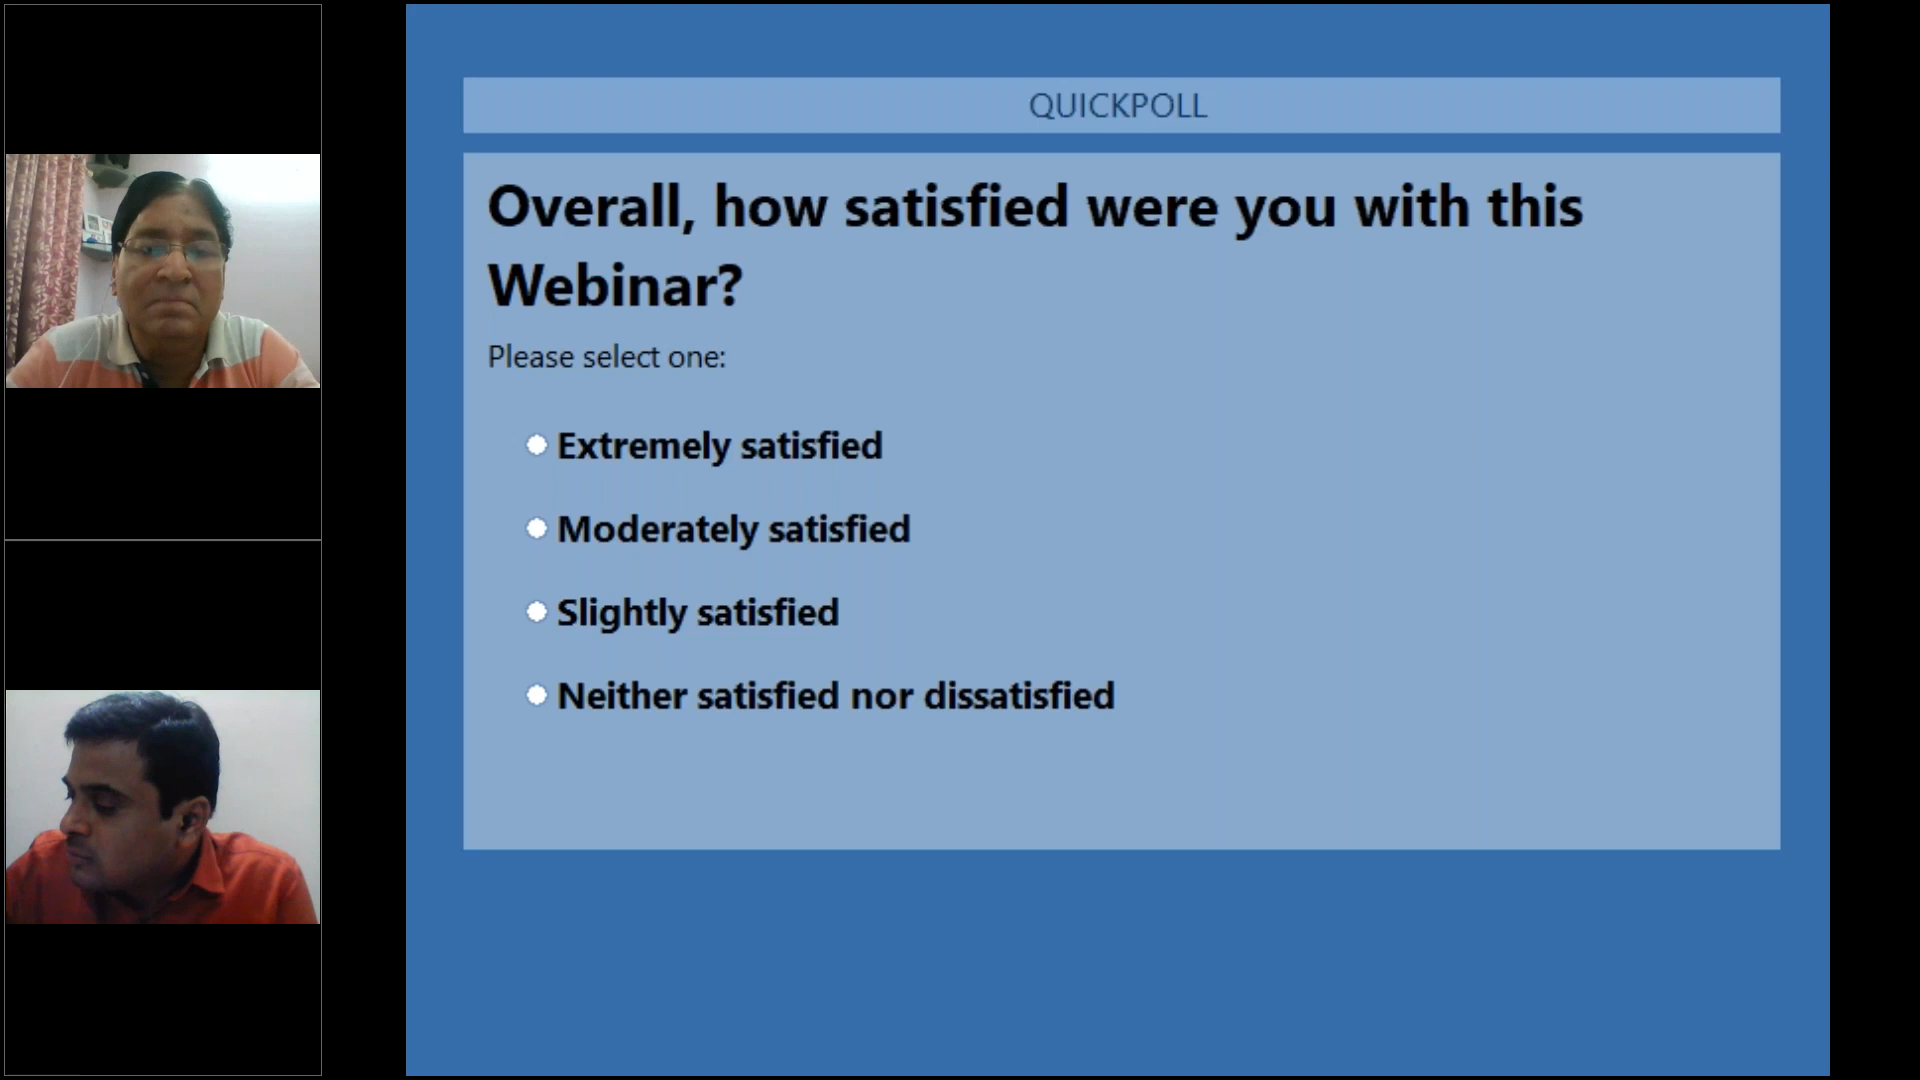 QUICKPOLL
Overall, how satisfied were you with this
Webinar?
Please select one:
Extremely satisfied
Moderately satisfied
Slightly satisfied
Neither satisfied nor dissatisfied